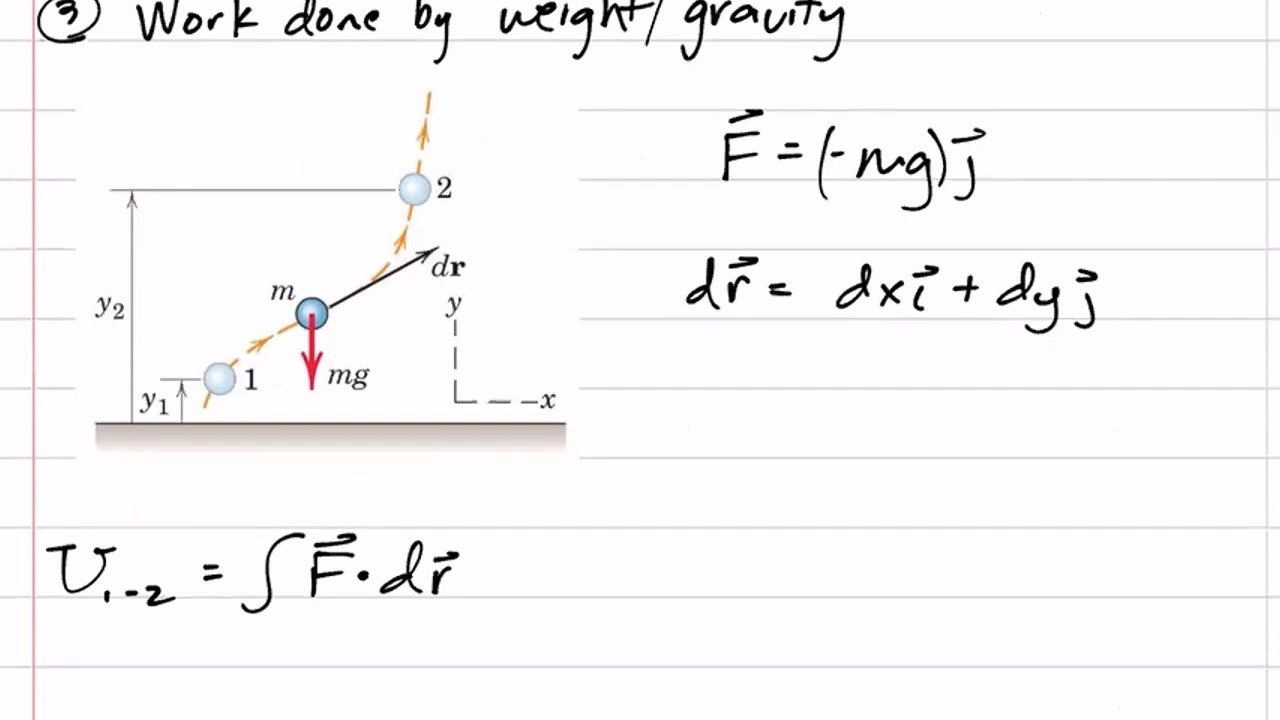 ③ Work done by weight/gravity
F⃗ = (-mg)j⃗
dr⃗ = dx i⃗ + dy j⃗
2
dr
m
y
y₂
1
mg
y₁
x
U₁₋₂ = ∫ F⃗ · dr⃗